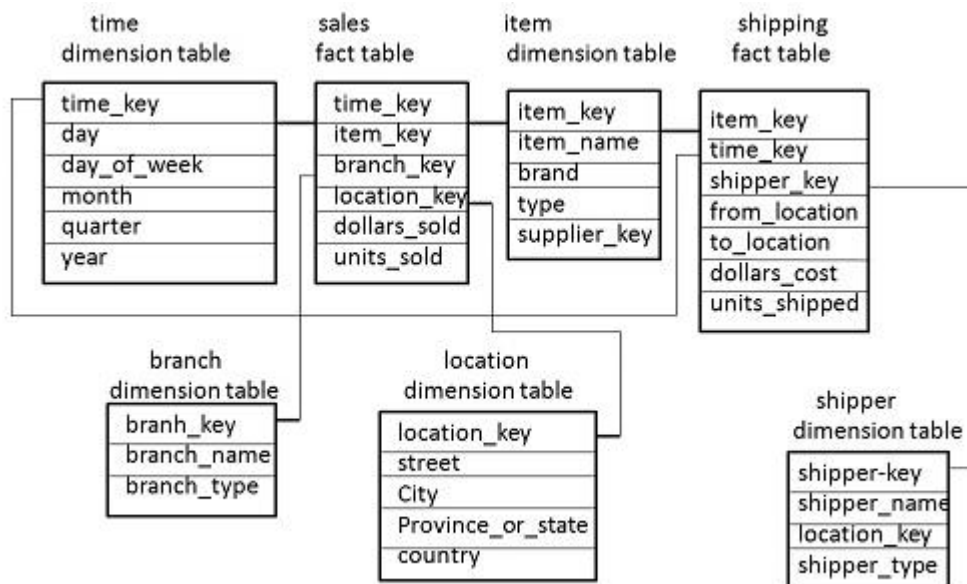 time
dimension table
time_key
day
day_of_week
month
quarter
year
sales
fact table
time_key
item_key
branch_key
location_key
dollars_sold
units_sold
item
dimension table
item_key
item_name
brand
type
supplier_key
shipping
fact table
item_key
time_key
shipper_key
from_location
to_location
dollars_cost
units_shipped
branch
dimension table
branh_key
branch_name
branch_type
location
dimension table
location_key
street
City
Province_or_state
country
shipper
dimension table
shipper-key
shipper_name
location_key
shipper_type